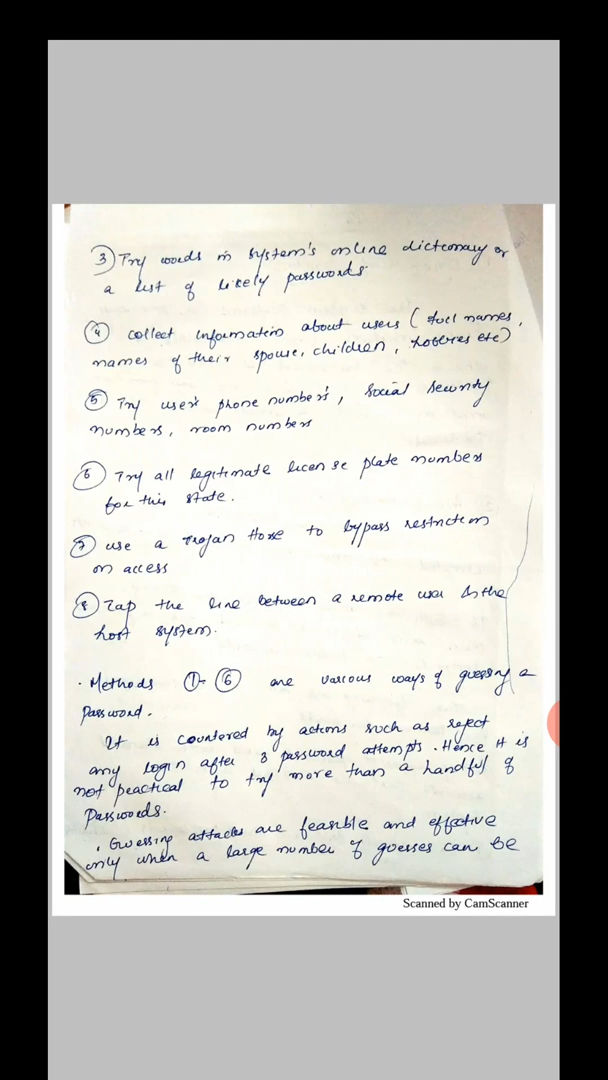 ③ Try words in system's online dictionary or
a list of likely passwords.
④ collect information about users (full names,
names of their spouse, children, hobbies etc)
⑤ Try user's phone numbers, social security
numbers, room numbers
⑥ Try all legitimate license plate numbers
for this state.
⑦ use a Trojan Horse to bypass restriction
on access
⑧ Tap the line between a remote user & the
host system.
. Methods ①-⑥ are various ways of guessing a
password.
It is countered by actions such as reject
any login after 3 password attempts. Hence it is
not practical to try more than a handful of
passwords.
. Guessing attacks are feasible and effective
only when a large number of guesses can be
Scanned by CamScanner